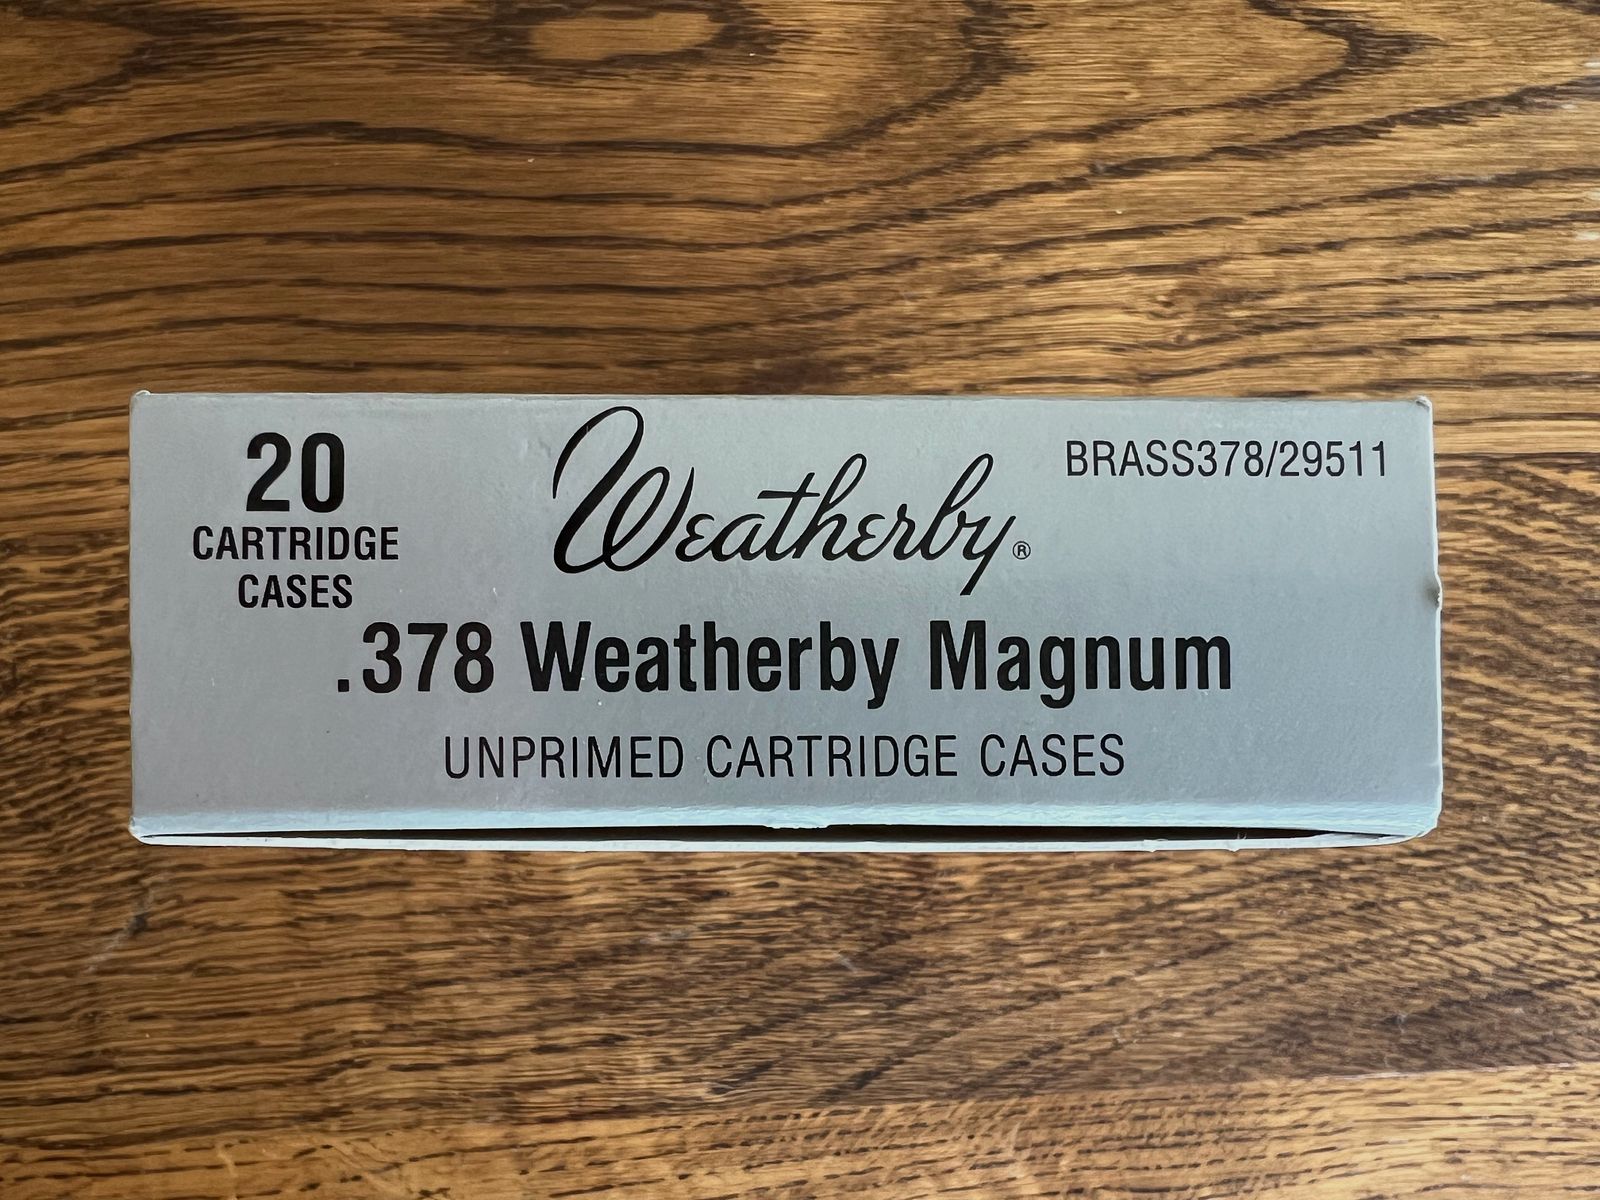 20
CARTRIDGE
CASES
Weatherby®
BRASS378/29511
.378 Weatherby Magnum
UNPRIMED CARTRIDGE CASES